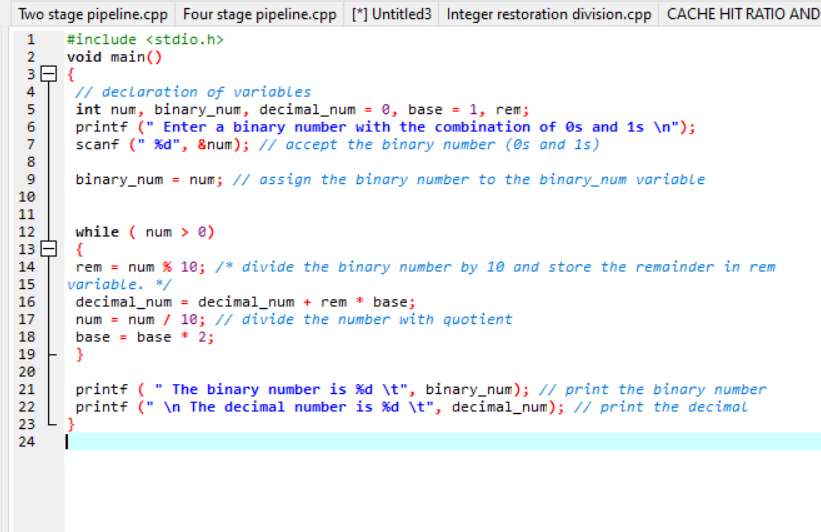 Two stage pipeline.cpp Four stage pipeline.cpp [*] Untitled3 Integer restoration division.cpp CACHE HIT RATIO AND
1 #include <stdio.h>
2 void main()
3 {
4 // declaration of variables
5 int num, binary_num, decimal_num = 0, base = 1, rem;
6 printf (" Enter a binary number with the combination of 0s and 1s \n");
7 scanf (" %d", &num); // accept the binary number (0s and 1s)
8
9 binary_num = num; // assign the binary number to the binary_num variable
10
11
12 while ( num > 0)
13 {
14 rem = num % 10; /* divide the binary number by 10 and store the remainder in rem
15 variable. */
16 decimal_num = decimal_num + rem * base;
17 num = num / 10; // divide the number with quotient
18 base = base * 2;
19 }
20
21 printf ( " The binary number is %d \t", binary_num); // print the binary number
22 printf (" \n The decimal number is %d \t", decimal_num); // print the decimal
23 }
24